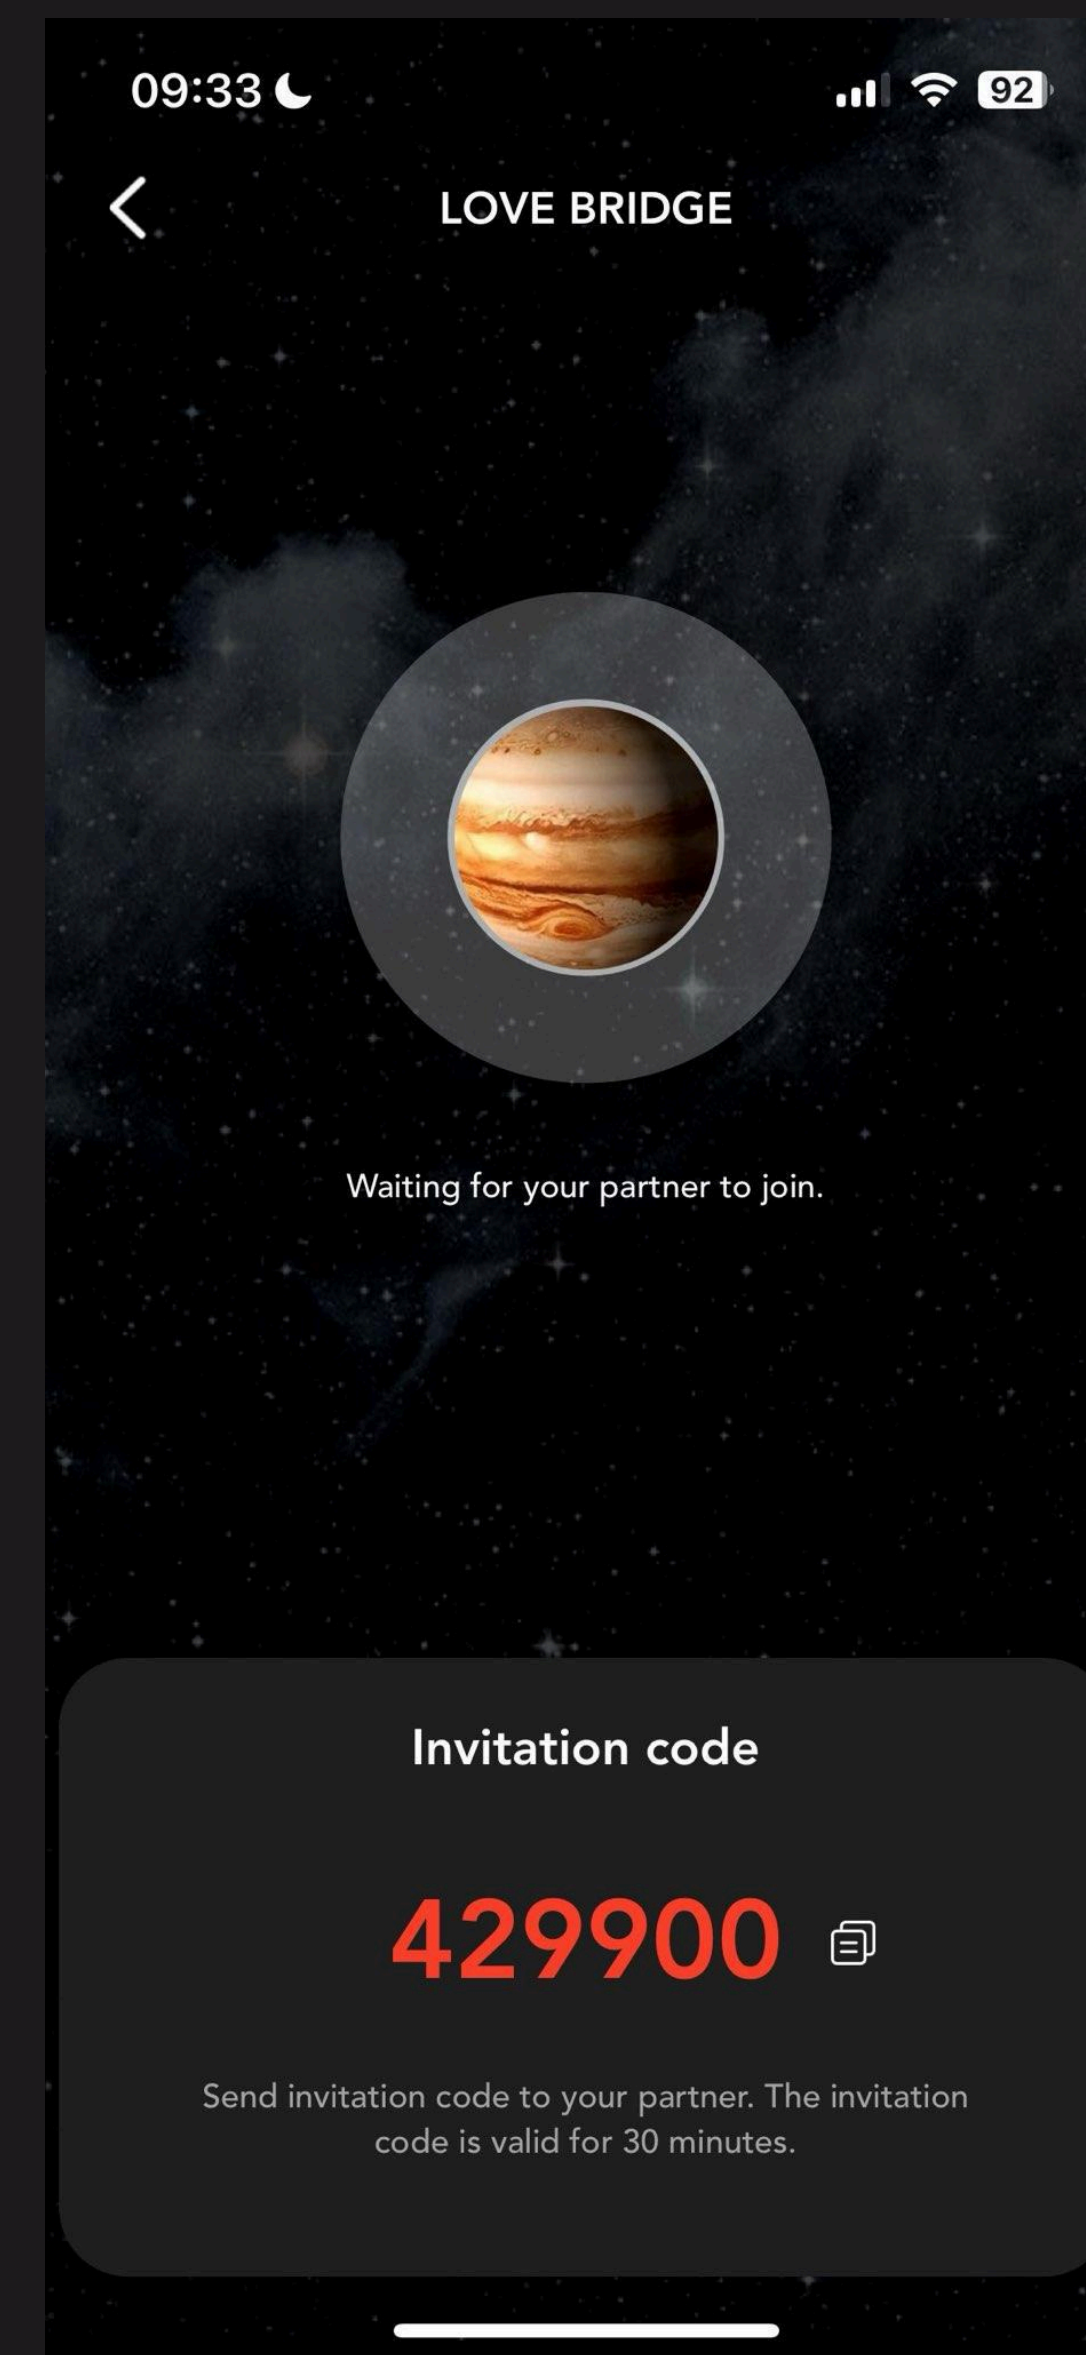 09:33
92
LOVE BRIDGE
Waiting for your partner to join.
Invitation code
429900
Send invitation code to your partner. The invitation
code is valid for 30 minutes.